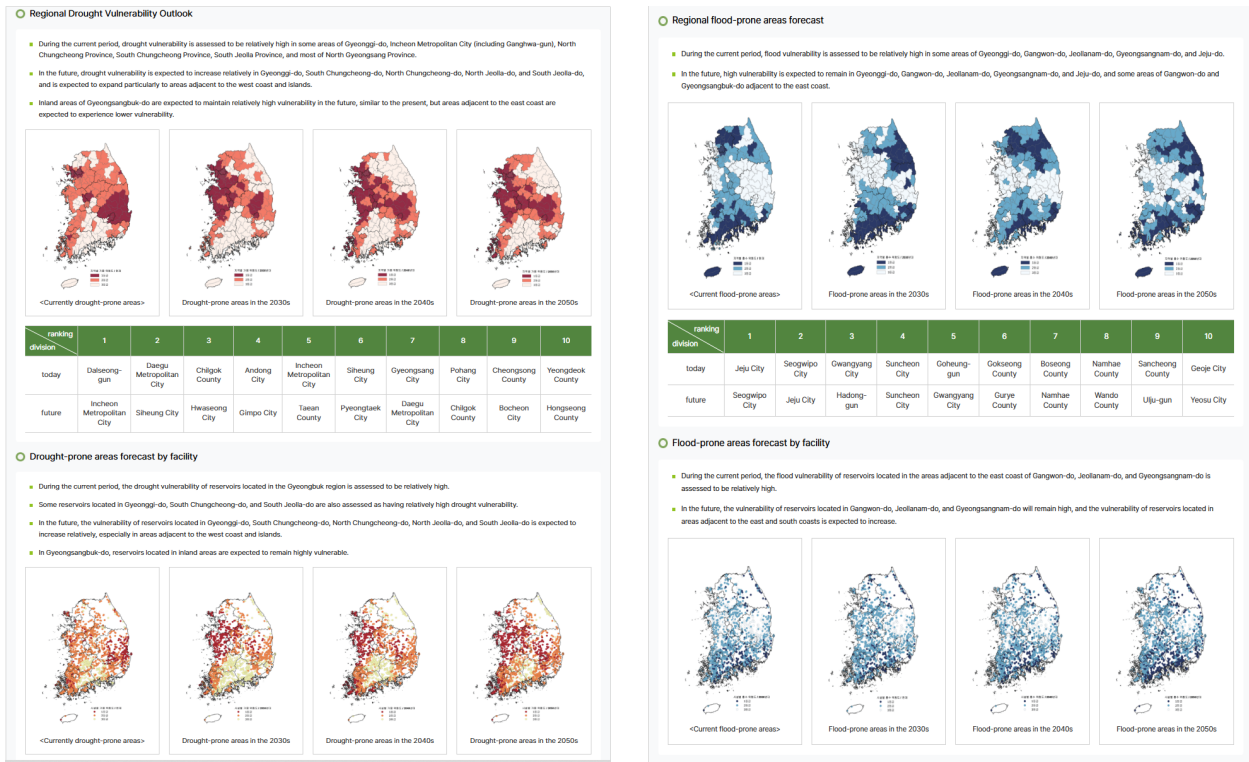 Regional Drought Vulnerability Outlook
During the current period, drought vulnerability is assessed to be relatively high in some areas of Gyeonggi-do, Incheon Metropolitan City (including Ganghwa-gun), North
Chungcheong Province, South Chungcheong Province, South Jeolla Province, and most of North Gyeongsang Province.
In the future, drought vulnerability is expected to increase relatively in Gyeonggi-do, South Chungcheong-do, North Chungcheong-do, North Jeolla-do, and South Jeolla-do,
and is expected to expand particularly to areas adjacent to the west coast and islands.
Inland areas of Gyeongsangbuk-do are expected to maintain relatively high vulnerability in the future, similar to the present, but areas adjacent to the east coast are
expected to experience lower vulnerability.
<Currently drought-prone areas>
Drought-prone areas in the 2030s
Drought-prone areas in the 2040s
Drought-prone areas in the 2050s
ranking
division
1 2 3 4 5 6 7 8 9 10
today Dalseong-gun Daegu Metropolitan City Chilgok County Andong City Incheon Metropolitan City Siheung City Gyeongsang City Pohang City Cheongsong County Yeongdeok County
future Incheon Metropolitan City Siheung City Hwaseong City Gimpo City Taean County Pyeongtaek City Daegu Metropolitan City Chilgok County Bocheon City Hongseong County
Drought-prone areas forecast by facility
During the current period, the drought vulnerability of reservoirs located in the Gyeongbuk region is assessed to be relatively high.
Some reservoirs located in Gyeonggi-do, South Chungcheong-do, and South Jeolla-do are also assessed as having relatively high drought vulnerability.
In the future, the vulnerability of reservoirs located in Gyeonggi-do, South Chungcheong-do, North Chungcheong-do, North Jeolla-do, and South Jeolla-do is expected to
increase relatively, especially in areas adjacent to the west coast and islands.
In Gyeongsangbuk-do, reservoirs located in inland areas are expected to remain highly vulnerable.
<Currently drought-prone areas>
Drought-prone areas in the 2030s
Drought-prone areas in the 2040s
Drought-prone areas in the 2050s
Regional flood-prone areas forecast
During the current period, flood vulnerability is assessed to be relatively high in some areas of Gyeonggi-do, Gangwon-do, Jeollanam-do, Gyeongsangnam-do, and Jeju-do.
In the future, high vulnerability is expected to remain in Gyeonggi-do, Gangwon-do, Jeollanam-do, Gyeongsangnam-do, and Jeju-do, and some areas of Gangwon-do and
Gyeongsangbuk-do adjacent to the east coast.
<Current flood-prone areas>
Flood-prone areas in the 2030s
Flood-prone areas in the 2040s
Flood-prone areas in the 2050s
ranking
division
1 2 3 4 5 6 7 8 9 10
today Jeju City Seogwipo City Gwangyang City Suncheon City Goheung-gun Gokseong County Boseong County Namhae County Sancheong County Geoje City
future Seogwipo City Jeju City Hadong-gun Suncheon City Gwangyang City Gurye County Namhae County Wando County Ulju-gun Yeosu City
Flood-prone areas forecast by facility
During the current period, the flood vulnerability of reservoirs located in the areas adjacent to the east coast of Gangwon-do, Jeollanam-do, and Gyeongsangnam-do is
assessed to be relatively high.
In the future, the vulnerability of reservoirs located in Gangwon-do, Jeollanam-do, and Gyeongsangnam-do will remain high, and the vulnerability of reservoirs located in
areas adjacent to the east and south coasts is expected to increase.
<Current flood-prone areas>
Flood-prone areas in the 2030s
Flood-prone areas in the 2040s
Flood-prone areas in the 2050s